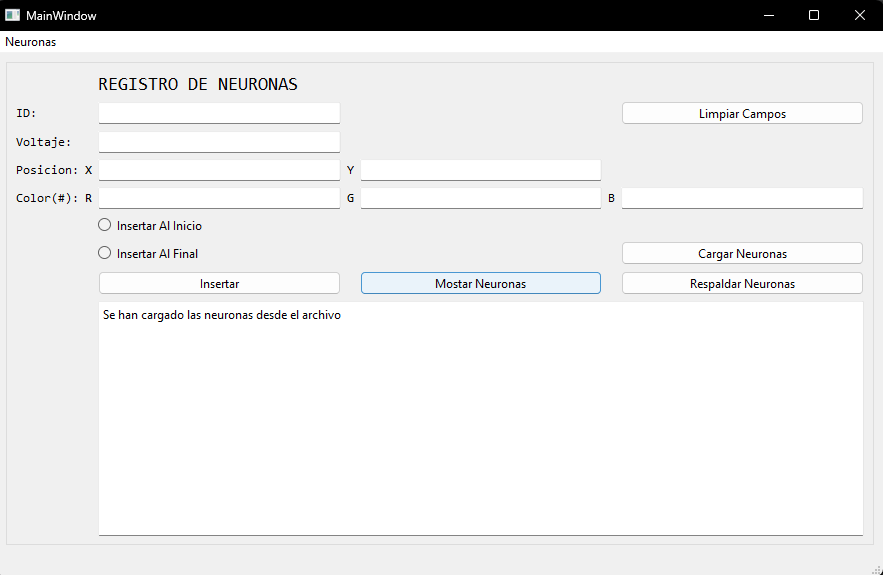 MainWindow
Neuronas
REGISTRO DE NEURONAS
ID:
Limpiar Campos
Voltaje:
Posicion: X Y
Color(#): R G B
Insertar Al Inicio
Insertar Al Final
Cargar Neuronas
Insertar Mostar Neuronas Respaldar Neuronas
Se han cargado las neuronas desde el archivo